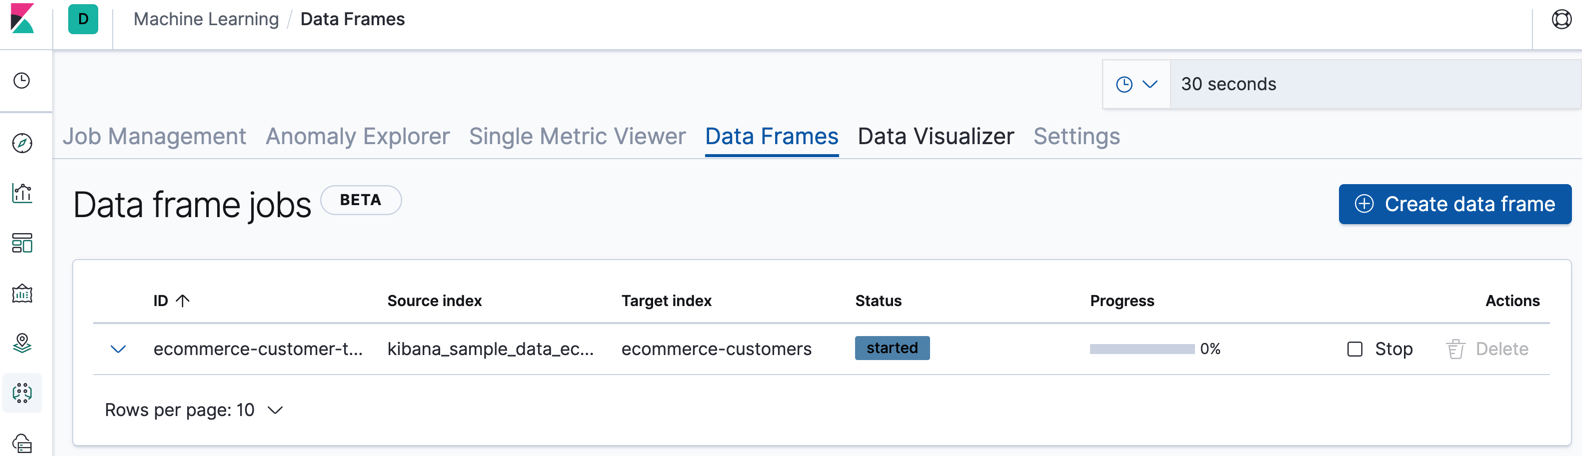 D Machine Learning / Data Frames
30 seconds
Job Management Anomaly Explorer Single Metric Viewer Data Frames Data Visualizer Settings
Data frame jobs BETA
Create data frame
ID Source index Target index Status Progress Actions
ecommerce-customer-t... kibana_sample_data_ec... ecommerce-customers started 0% Stop Delete
Rows per page: 10